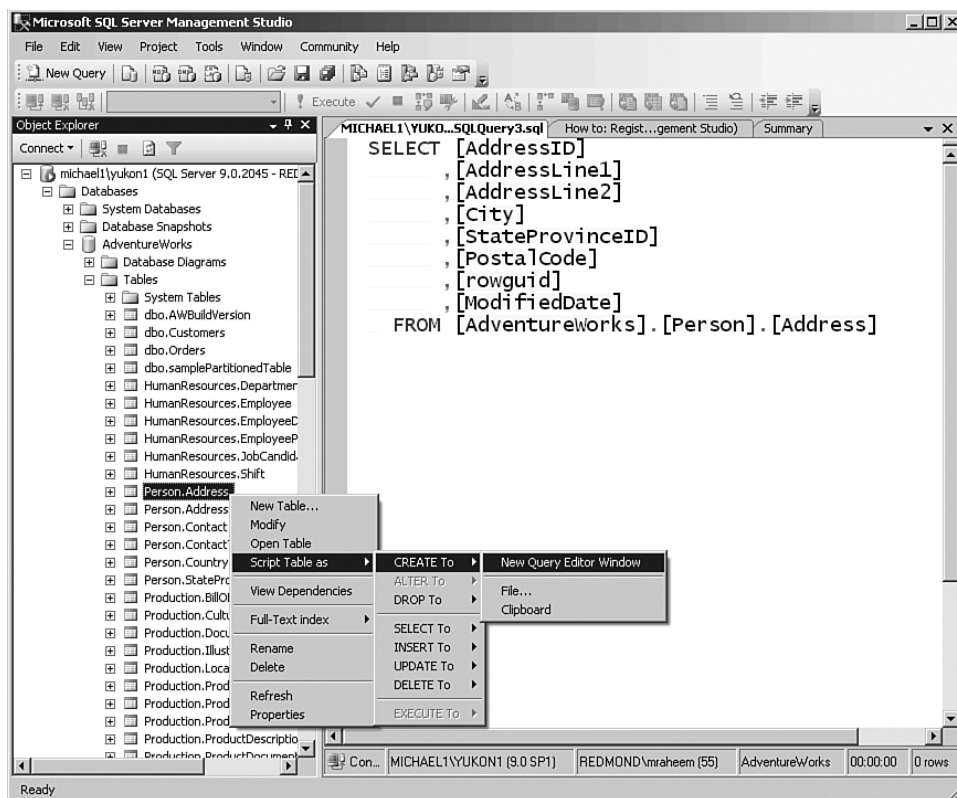 Microsoft SQL Server Management Studio
File Edit View Project Tools Window Community Help
New Query
Execute
Object Explorer
MICHAEL1\YUKO...SQLQuery3.sql How to: Regist...gement Studio) Summary
Connect
michael1\yukon1 (SQL Server 9.0.2045 - RED
Databases
System Databases
Database Snapshots
AdventureWorks
Database Diagrams
Tables
System Tables
dbo.AWBuildVersion
dbo.Customers
dbo.Orders
dbo.samplePartitionedTable
HumanResources.Departmen
HumanResources.Employee
HumanResources.EmployeeD
HumanResources.EmployeeP
HumanResources.JobCandid
HumanResources.Shift
Person.Address
Person.Address
Person.Contact
Person.Contact
Person.Country
Person.StatePro
Production.BillOf
Production.Cultu
Production.Docu
Production.Illust
Production.Loca
Production.Prod
Production.Prod
Production.Prod
Production.ProductDescriptio
Production.ProductDocument
SELECT [AddressID]
,[AddressLine1]
,[AddressLine2]
,[City]
,[StateProvinceID]
,[PostalCode]
,[rowguid]
,[ModifiedDate]
FROM [AdventureWorks].[Person].[Address]
New Table...
Modify
Open Table
Script Table as
View Dependencies
Full-Text index
Rename
Delete
Refresh
Properties
CREATE To
ALTER To
DROP To
SELECT To
INSERT To
UPDATE To
DELETE To
EXECUTE To
New Query Editor Window
File...
Clipboard
Con... MICHAEL1\YUKON1 (9.0 SP1) REDMOND\mraheem (55) AdventureWorks 00:00:00 0 rows
Ready